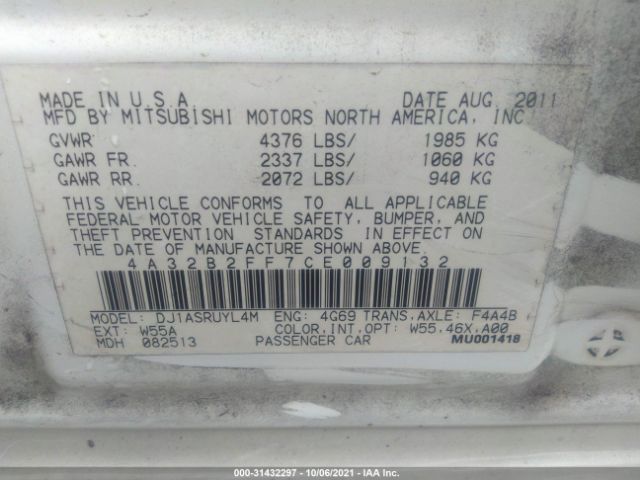 MADE IN U.S.A. DATE AUG. 2011
MFD BY MITSUBISHI MOTORS NORTH AMERICA, INC.
GVWR 4376 LBS/ 1985 KG
GAWR FR. 2337 LBS/ 1060 KG
GAWR RR. 2072 LBS/ 940 KG
THIS VEHICLE CONFORMS TO ALL APPLICABLE
FEDERAL MOTOR VEHICLE SAFETY, BUMPER, AND
THEFT PREVENTION STANDARDS IN EFFECT ON
THE DATE OF MANUFACTURE SHOWN ABOVE.
4A32B2FF7CE009132
MODEL: DJ1ASRUYL4M ENG: 4G69 TRANS.AXLE: F4A4B
EXT: W55A COLOR.INT.OPT: W55.46X.A00
MDH 082513 PASSENGER CAR MU001418
000-31432297 - 10/06/2021 - IAA Inc.